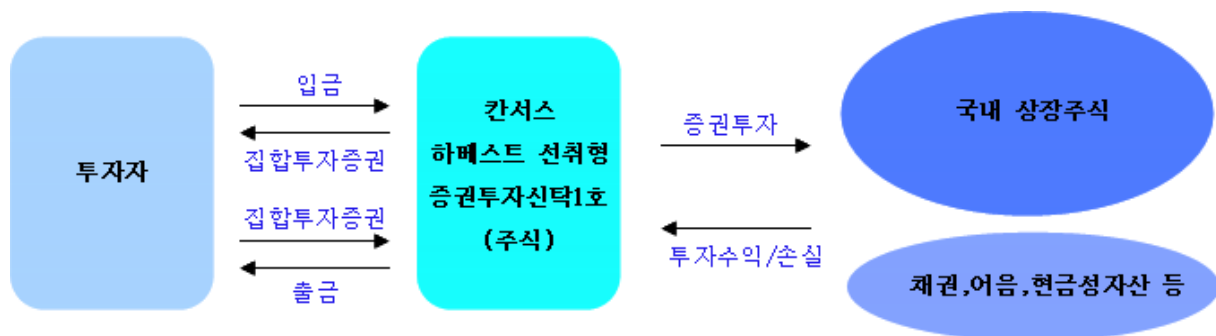 투자자
입금
집합투자증권
집합투자증권
출금
칸서스
하베스트 선취형
증권투자신탁1호
(주식)
증권투자
투자수익/손실
국내 상장주식
채권,어음,현금성자산 등